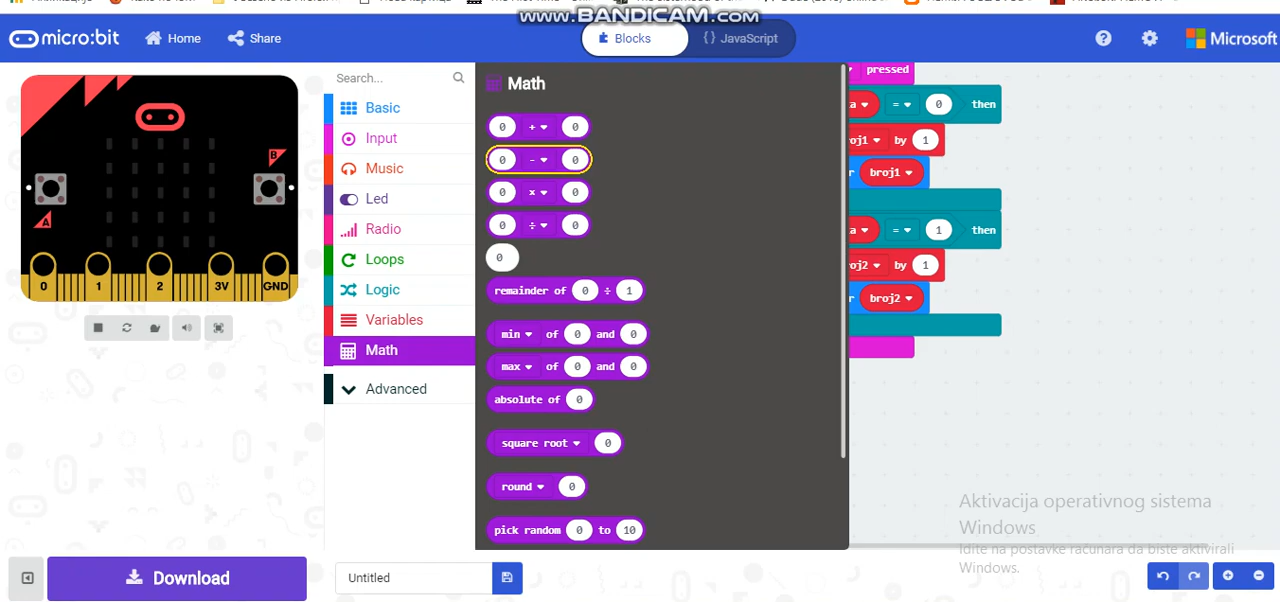 www.BANDICAM.com
micro:bit
Home
Share
Blocks
{} JavaScript
?
Microsoft
Search...
Basic
Input
Music
Led
Radio
Loops
Logic
Variables
Math
Advanced
B
A
0 1 2 3V GND
Math
0 + 0
0 - 0
0 x 0
0 ÷ 0
0
remainder of 0 ÷ 1
min of 0 and 0
max of 0 and 0
absolute of 0
square root 0
round 0
pick random 0 to 10
pressed
a = 0 then
oj1 by 1
r broj1
a = 1 then
oj2 by 1
r broj2
Aktivacija operativnog sistema
Windows
Idite na postavke računara da biste aktivirali
Windows.
Download
Untitled